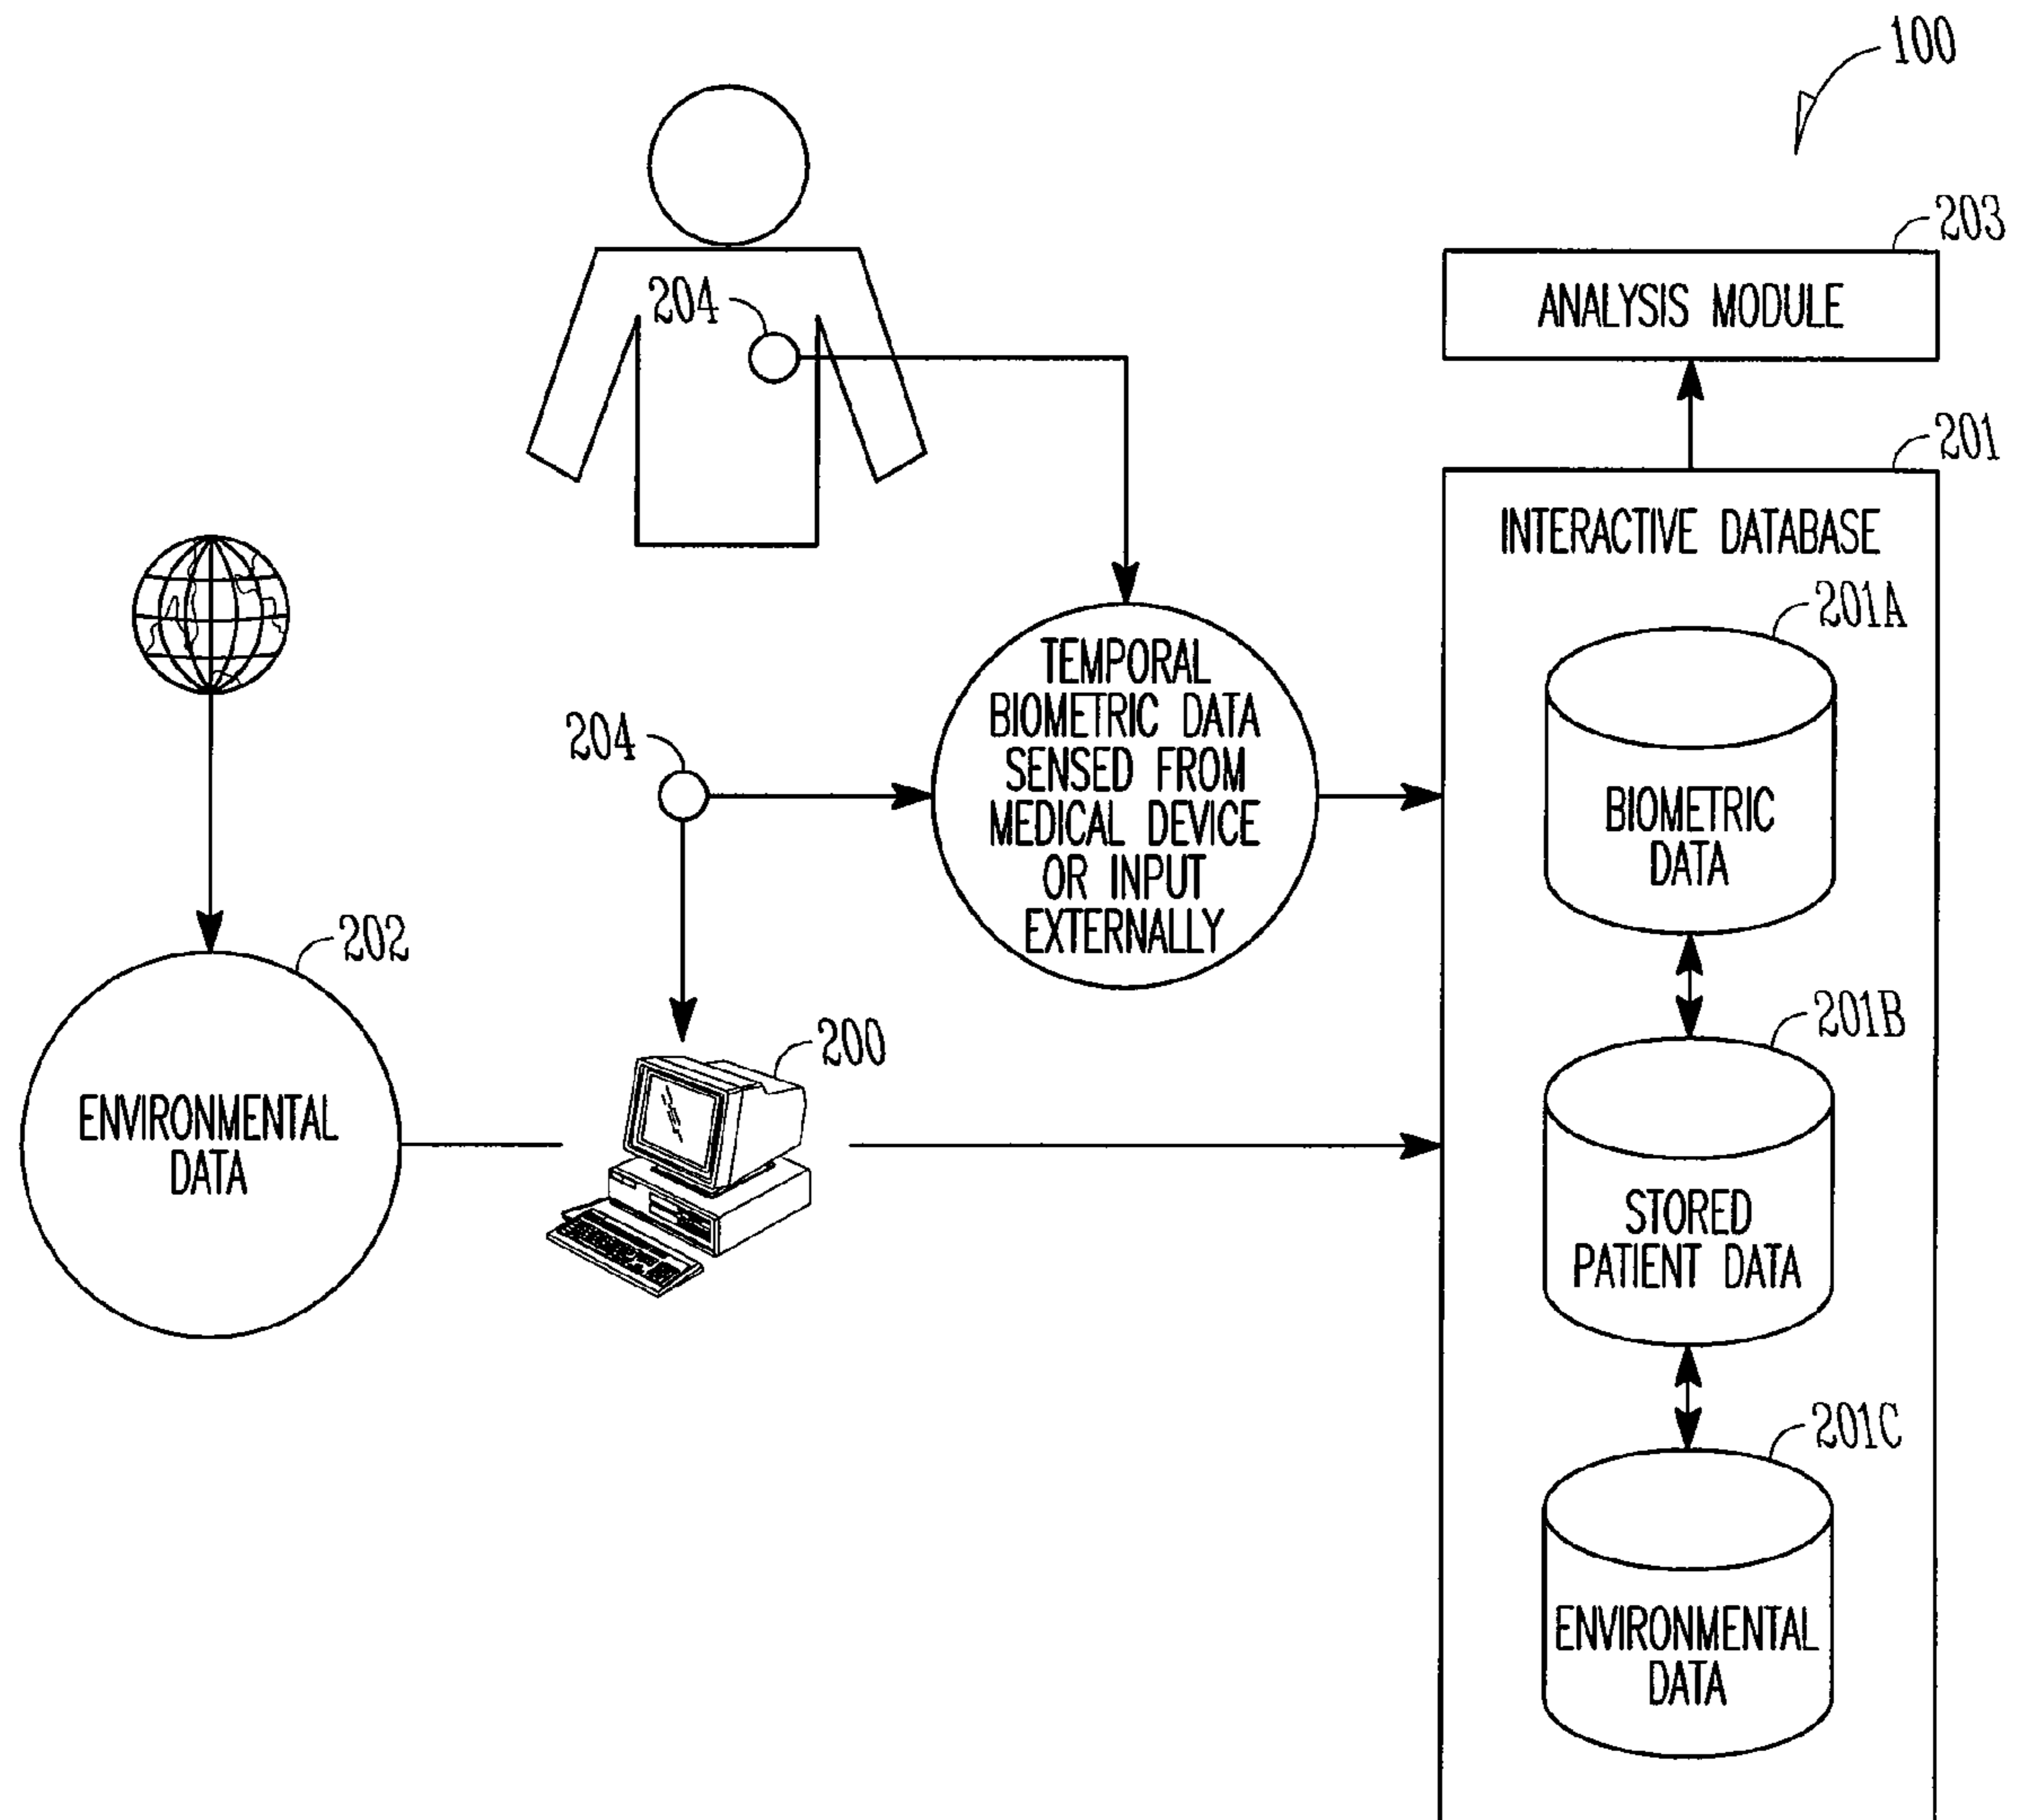 100
203
ANALYSIS MODULE
204
201
INTERACTIVE DATABASE
201A
TEMPORAL
BIOMETRIC DATA
SENSED FROM
MEDICAL DEVICE
OR INPUT
EXTERNALLY
204
BIOMETRIC
DATA
202
ENVIRONMENTAL
DATA
200
201B
STORED
PATIENT DATA
201C
ENVIRONMENTAL
DATA